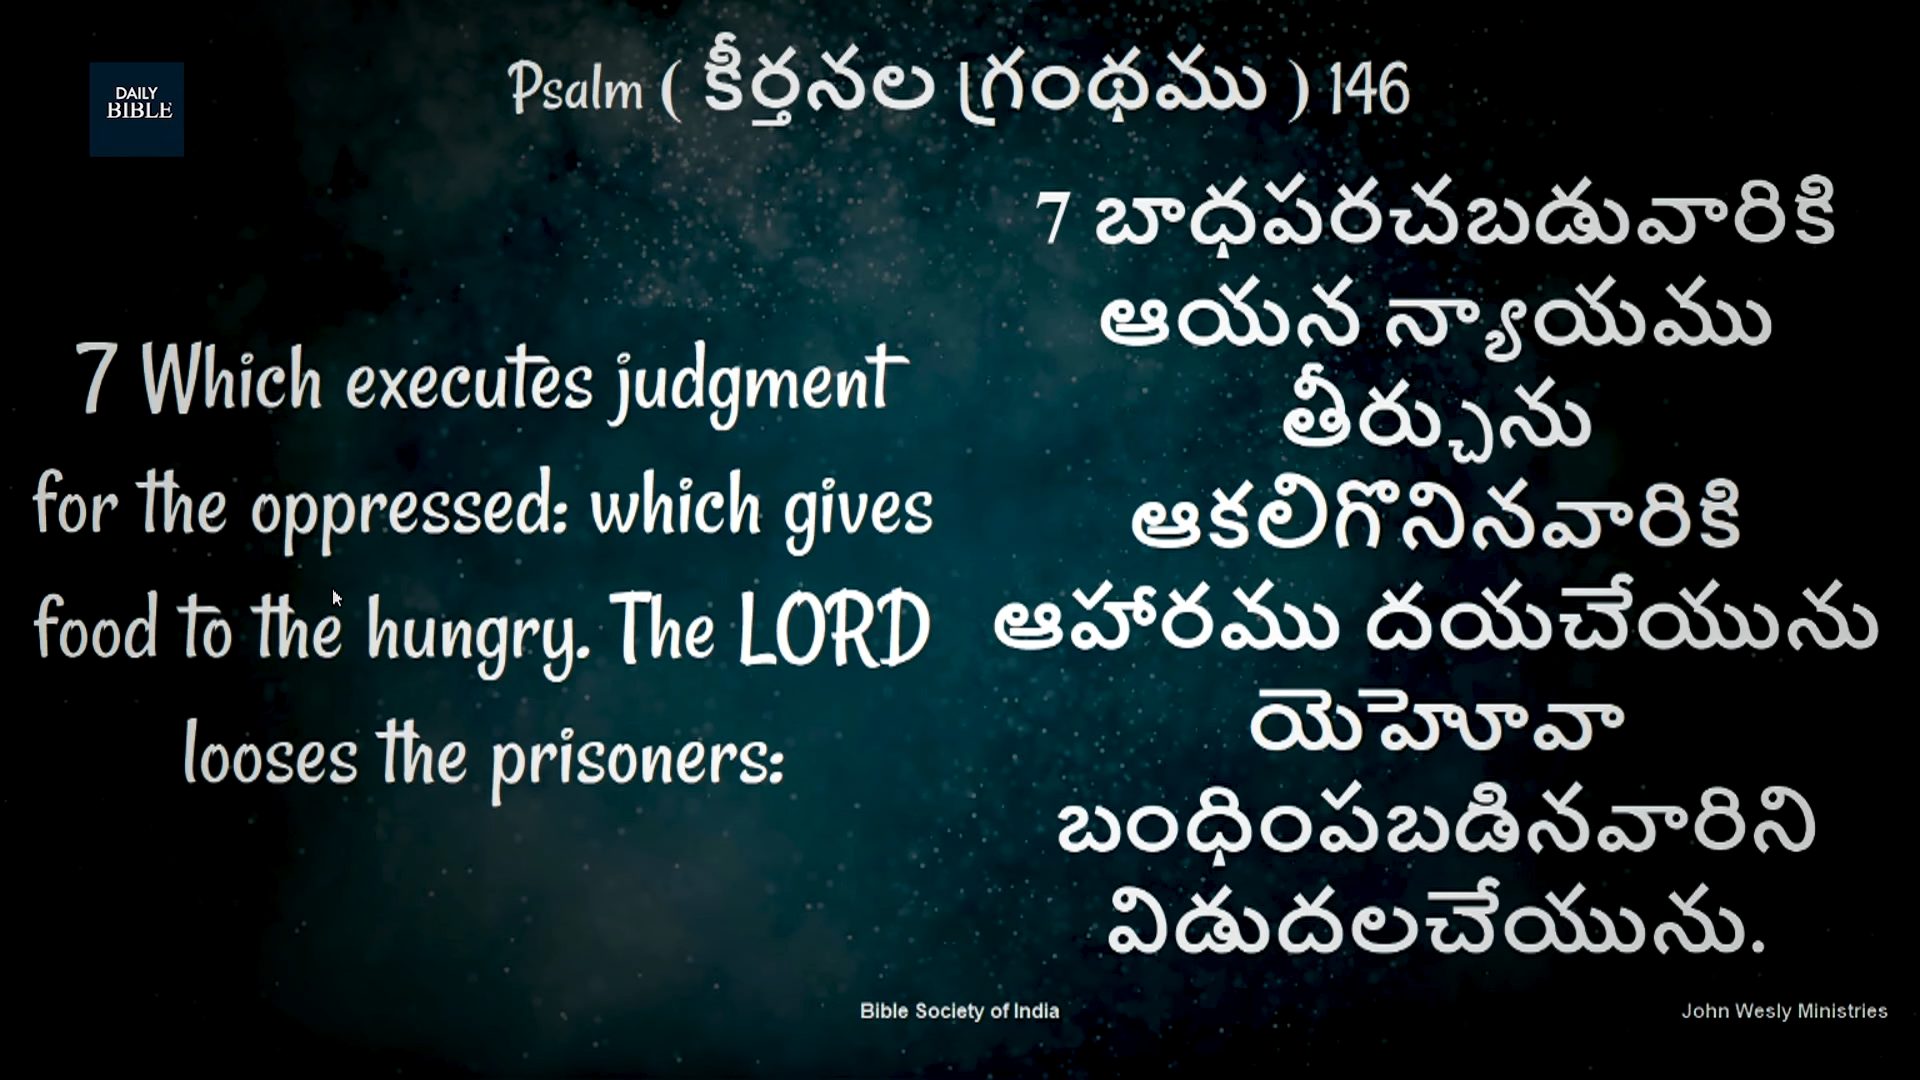 DAILY
BIBLE
Psalm ( కీర్తనల గ్రంథము ) 146
7 Which executes judgment
for the oppressed: which gives
food to the hungry. The LORD
looses the prisoners:
7 బాధపరచబడువారికి
ఆయన న్యాయము
తీర్చును
ఆకలిగొనినవారికి
ఆహారము దయచేయును
యెహోవా
బంధింపబడినవారిని
విడుదలచేయును.
Bible Society of India
John Wesly Ministries